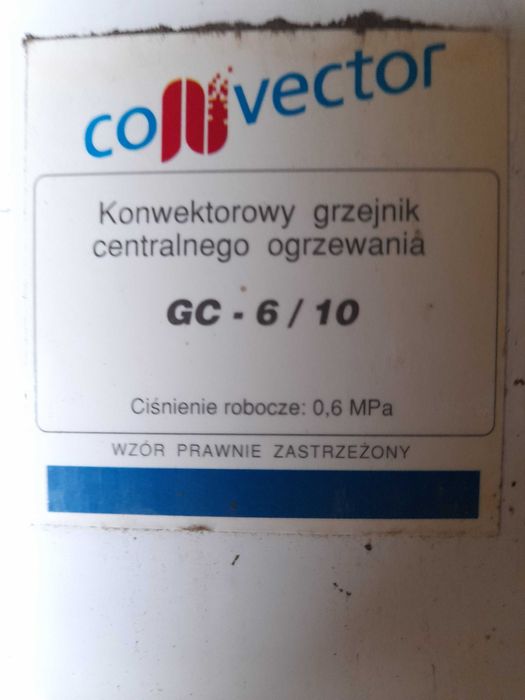 convector
Konwektorowy grzejnik
centralnego ogrzewania
GC - 6 / 10
Ciśnienie robocze: 0,6 MPa
WZÓR PRAWNIE ZASTRZEŻONY